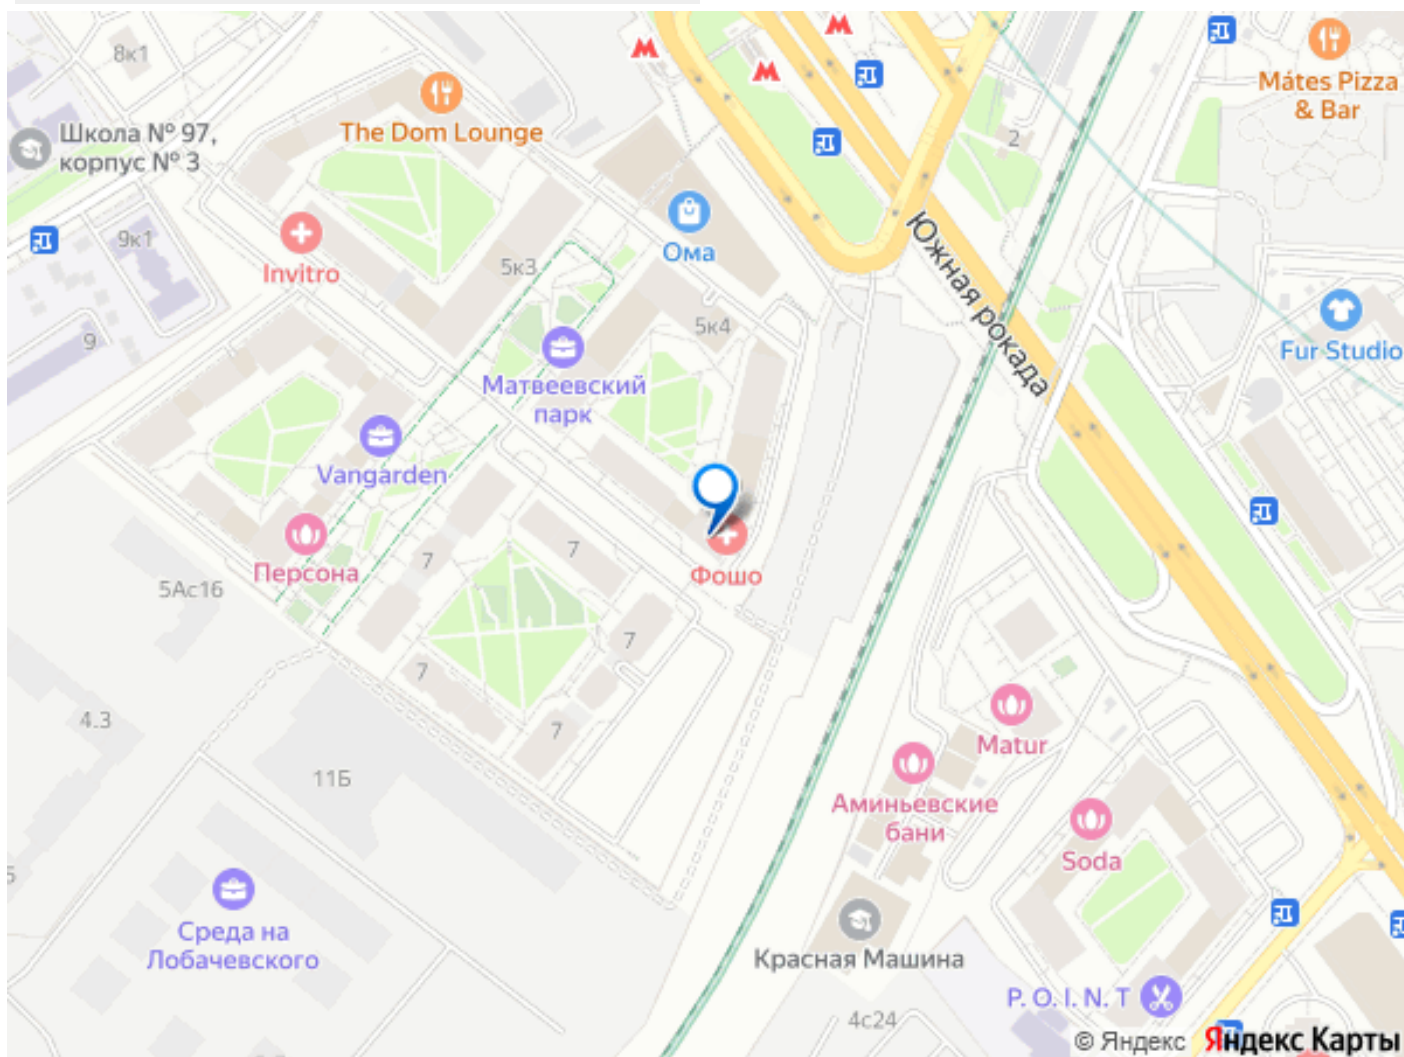 8к1
Mátes Pizza
& Bar
The Dom Lounge
Школа № 97,
корпус № 3
2
Южная рокада
9к1
Invitro
5к3
Ома
5к4
9
Fur Studio
Матвеевский
парк
Vangarden
7
7
Персона
Фошо
5Ас16
7
7
7
4.3
11Б
Matur
Аминьевские
бани
Soda
5
Среда на
Лобачевского
Красная Машина
P. O. I. N. T
4с24
© Яндекс Яндекс Карты